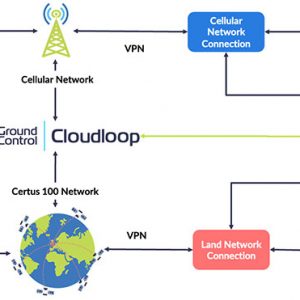 VPN
Cellular
Network
Connection
Cellular Network
Ground
Control
Cloudloop
Certus 100 Network
VPN
Land Network
Connection